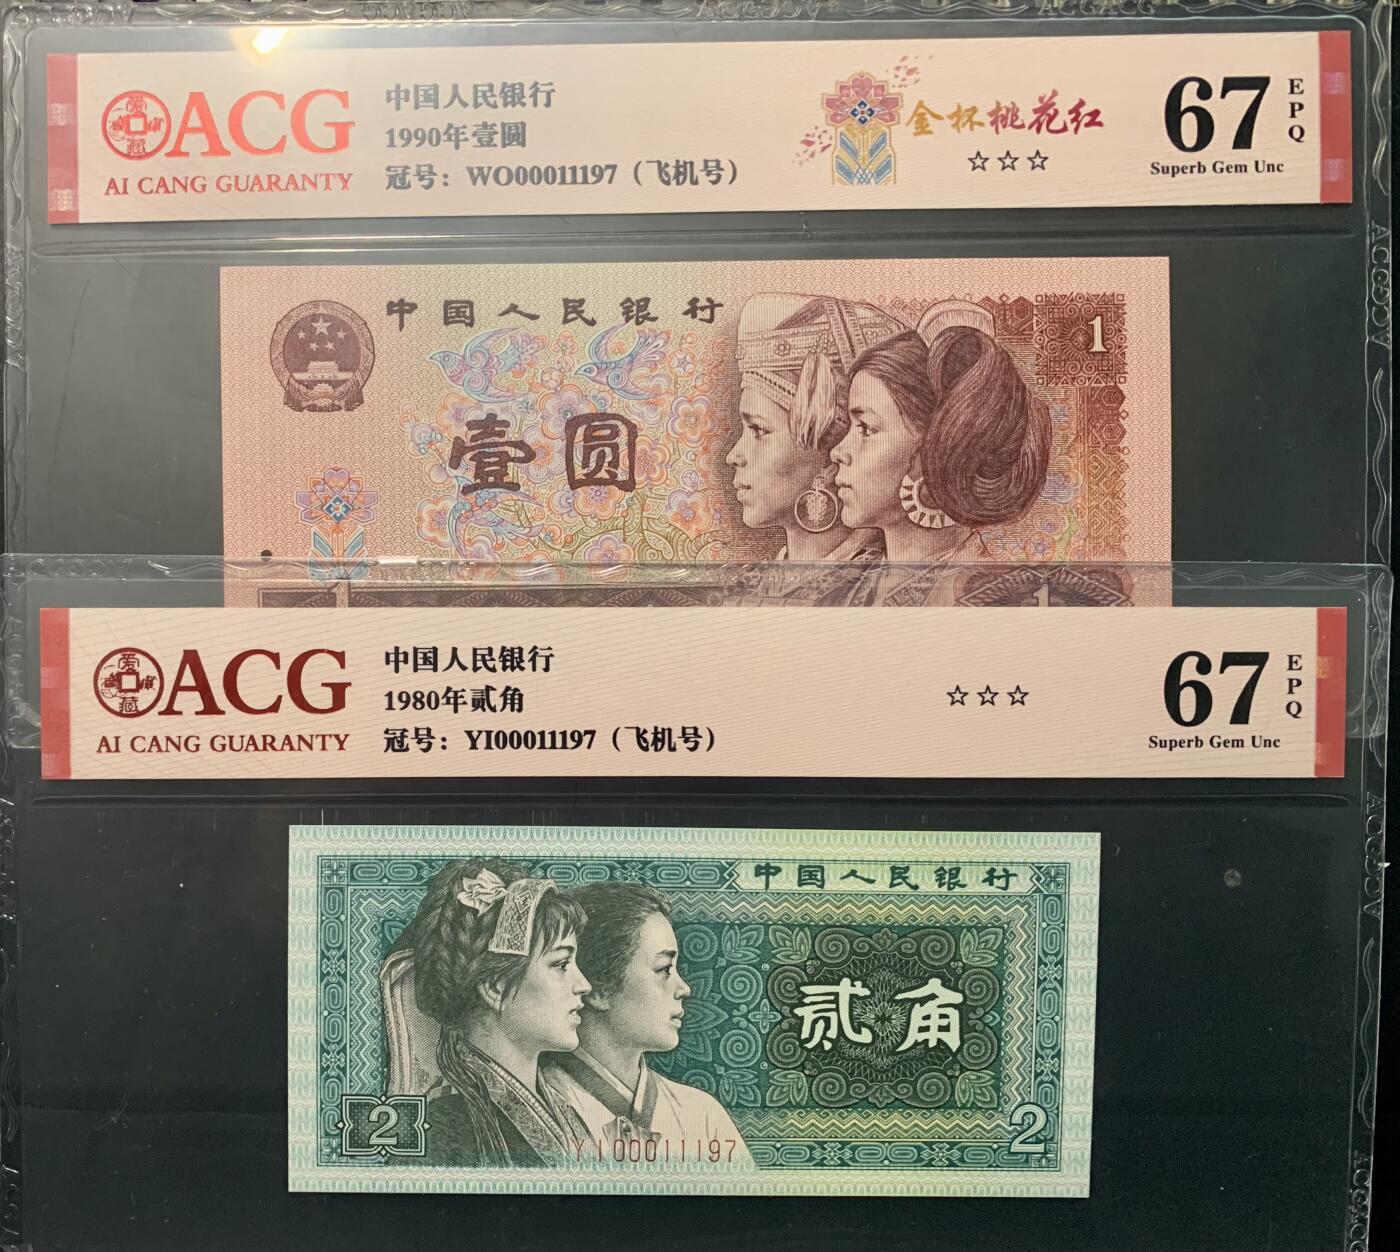 ACG
AI CANG GUARANTY
中国人民银行
1990年壹圆
冠号：WO00011197（飞机号）
金杯桃花红
☆☆☆
67
EPQ
Superb Gem Unc
中国人民银行
壹圆
1
1
ACG
AI CANG GUARANTY
中国人民银行
1980年贰角
冠号：YI00011197（飞机号）
☆☆☆
67
EPQ
Superb Gem Unc
中国人民银行
贰角
2
YI00011197
2